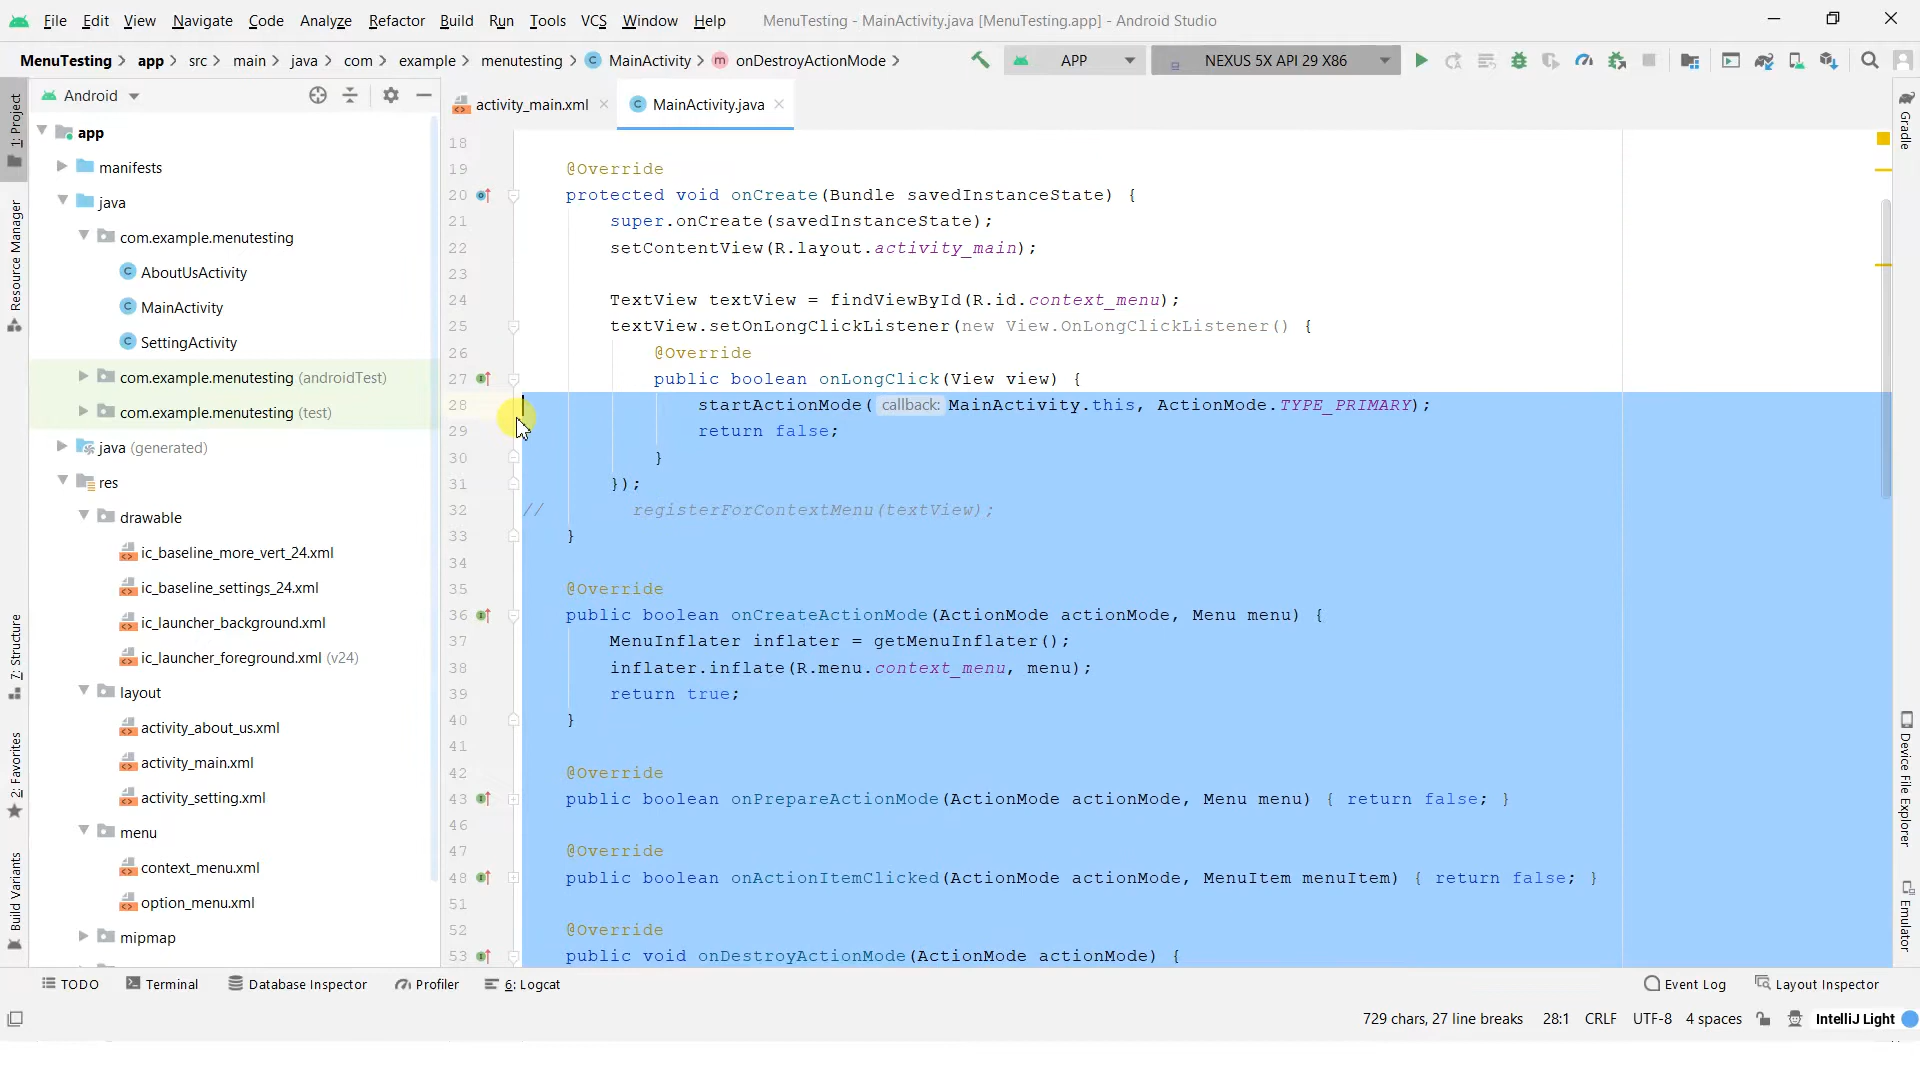 File Edit View Navigate Code Analyze Refactor Build Run Tools VCS Window Help MenuTesting - MainActivity.java [MenuTesting.app] - Android Studio
MenuTesting app src main java com example menutesting MainActivity onDestroyActionMode APP NEXUS 5X API 29 X86
Android
activity_main.xml MainActivity.java
app
manifests
java
com.example.menutesting
AboutUsActivity
MainActivity
SettingActivity
com.example.menutesting (androidTest)
com.example.menutesting (test)
java (generated)
res
drawable
ic_baseline_more_vert_24.xml
ic_baseline_settings_24.xml
ic_launcher_background.xml
ic_launcher_foreground.xml (v24)
layout
activity_about_us.xml
activity_main.xml
activity_setting.xml
menu
context_menu.xml
option_menu.xml
mipmap
1: Project
Resource Manager
7: Structure
2: Favorites
Build Variants
18
19 @Override
20 protected void onCreate(Bundle savedInstanceState) {
21 super.onCreate(savedInstanceState);
22 setContentView(R.layout.activity_main);
23
24 TextView textView = findViewById(R.id.context_menu);
25 textView.setOnLongClickListener(new View.OnLongClickListener() {
26 @Override
27 public boolean onLongClick(View view) {
28 startActionMode( callback: MainActivity.this, ActionMode.TYPE_PRIMARY);
29 return false;
30 }
31 });
32 // registerForContextMenu(textView);
33 }
34
35 @Override
36 public boolean onCreateActionMode(ActionMode actionMode, Menu menu) {
37 MenuInflater inflater = getMenuInflater();
38 inflater.inflate(R.menu.context_menu, menu);
39 return true;
40 }
41
42 @Override
43 public boolean onPrepareActionMode(ActionMode actionMode, Menu menu) { return false; }
46
47 @Override
48 public boolean onActionItemClicked(ActionMode actionMode, MenuItem menuItem) { return false; }
51
52 @Override
53 public void onDestroyActionMode(ActionMode actionMode) {
Gradle
Device File Explorer
Emulator
TODO Terminal Database Inspector Profiler 6: Logcat Event Log Layout Inspector
729 chars, 27 line breaks 28:1 CRLF UTF-8 4 spaces IntelliJ Light